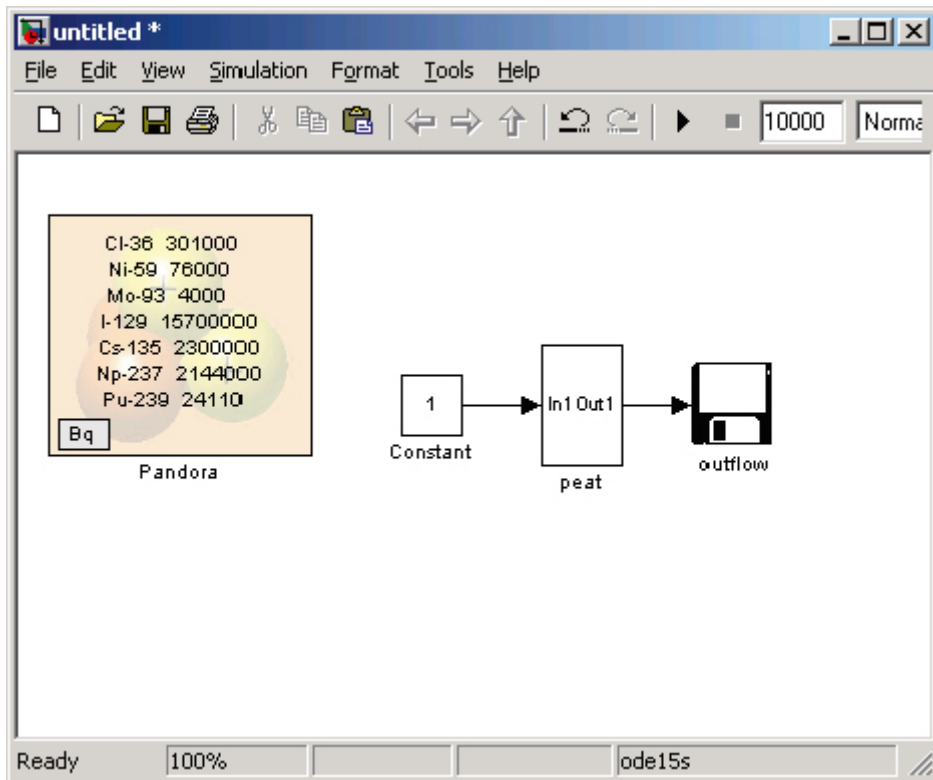 untitled *
File Edit View Simulation Format Tools Help
10000 Norma
Cl-36 301000
Ni-59 76000
Mo-93 4000
I-129 15700000
Cs-135 2300000
Np-237 2144000
Pu-239 24110
Bq
Pandora
1
Constant
In1 Out1
peat
outflow
Ready 100% ode15s